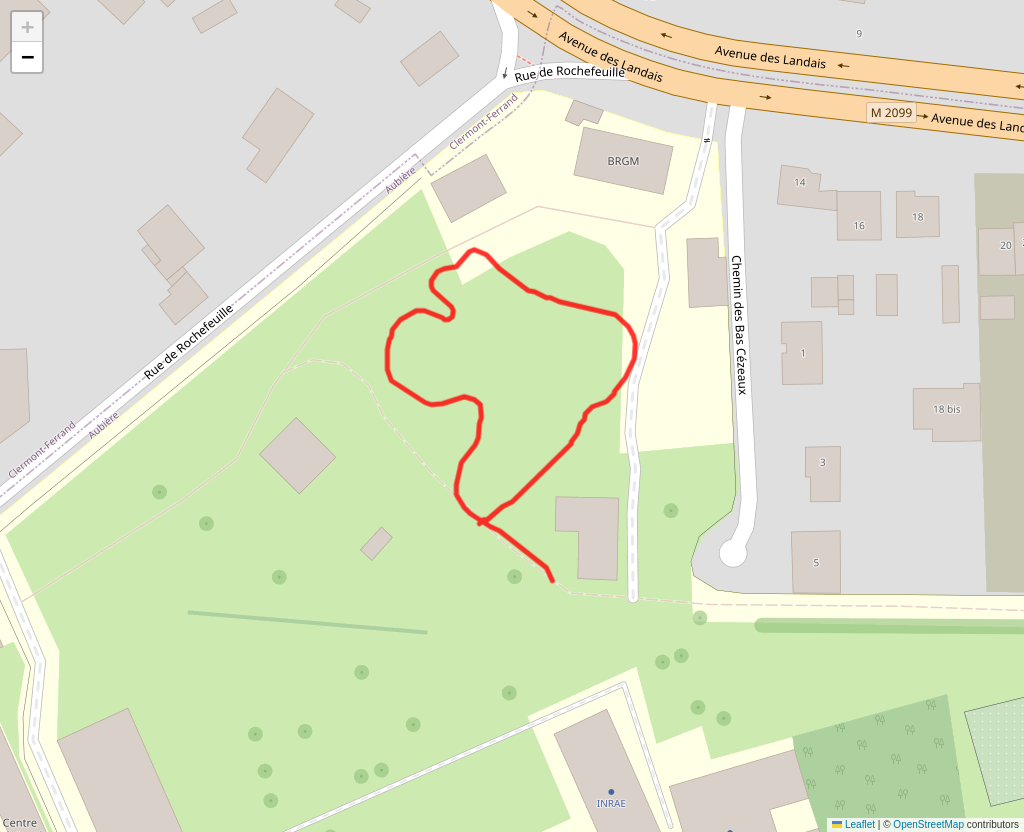 +
−
9
Avenue des Landais
Avenue des Landais
Rue de Rochefeuille
M 2099
Avenue des Land
Clermont-Ferrand
Aubière
BRGM
14
16
18
20
Rue de Rochefeuille
Chemin des Bas Cézeaux
1
18 bis
Clermont-Ferrand
Aubière
3
5
INRAE
Centre
Leaflet | © OpenStreetMap contributors